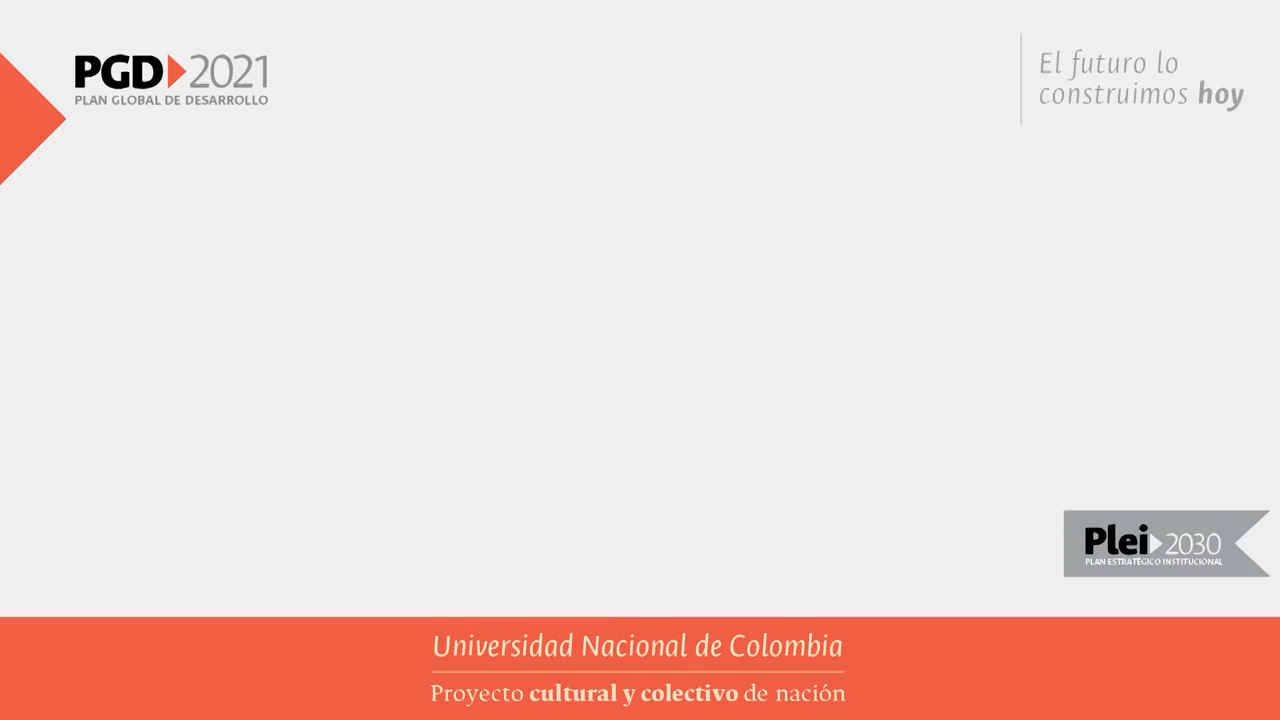 PGD 2021
PLAN GLOBAL DE DESARROLLO
El futuro lo
construimos hoy
Plei 2030
PLAN ESTRATÉGICO INSTITUCIONAL
Universidad Nacional de Colombia
Proyecto cultural y colectivo de nación